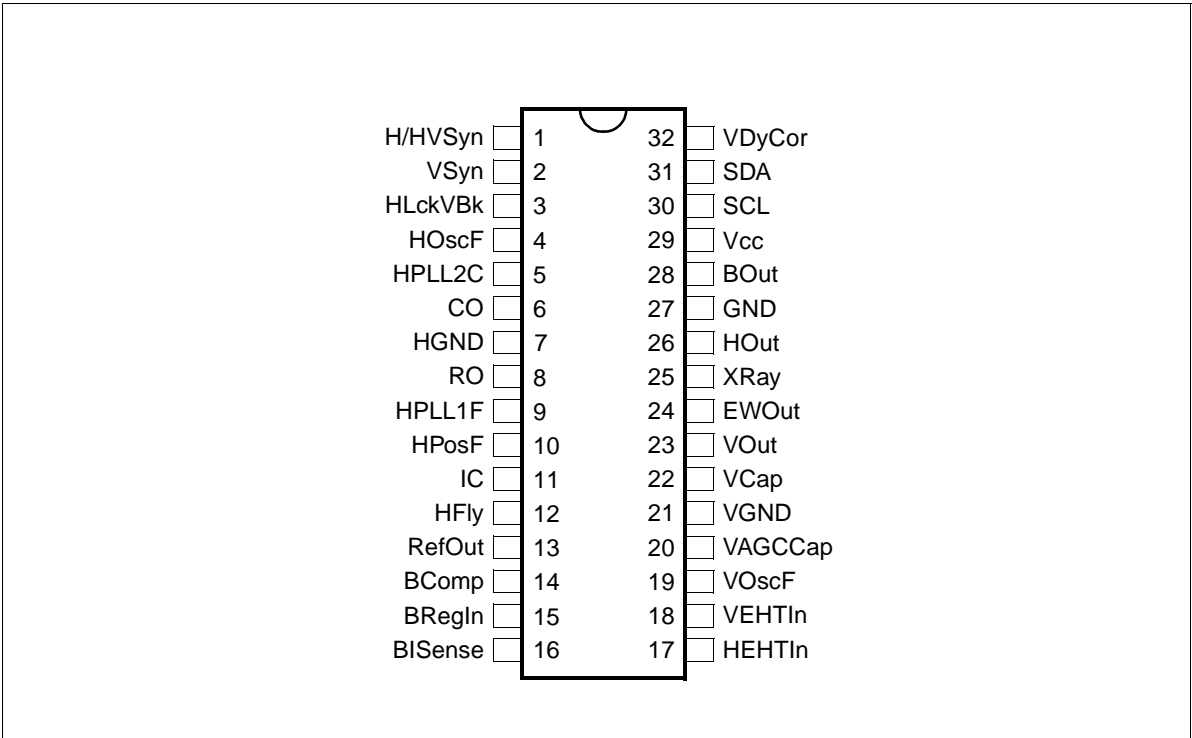 H/HVSyn 1 32 VDyCor
VSyn 2 31 SDA
HLckVBk 3 30 SCL
HOscF 4 29 Vcc
HPLL2C 5 28 BOut
CO 6 27 GND
HGND 7 26 HOut
RO 8 25 XRay
HPLL1F 9 24 EWOut
HPosF 10 23 VOut
IC 11 22 VCap
HFly 12 21 VGND
RefOut 13 20 VAGCCap
BComp 14 19 VOscF
BRegIn 15 18 VEHTIn
BISense 16 17 HEHTIn